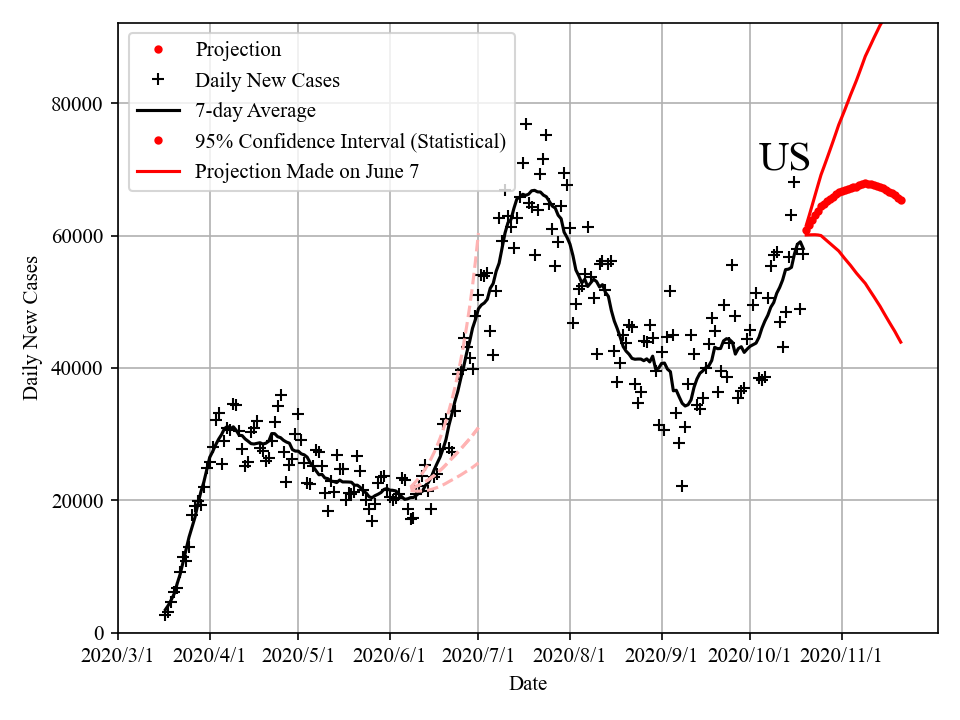 Projection
Daily New Cases
7-day Average
95% Confidence Interval (Statistical)
Projection Made on June 7
US
80000
60000
40000
20000
0
Daily New Cases
2020/3/1 2020/4/1 2020/5/1 2020/6/1 2020/7/1 2020/8/1 2020/9/1 2020/10/1 2020/11/1
Date